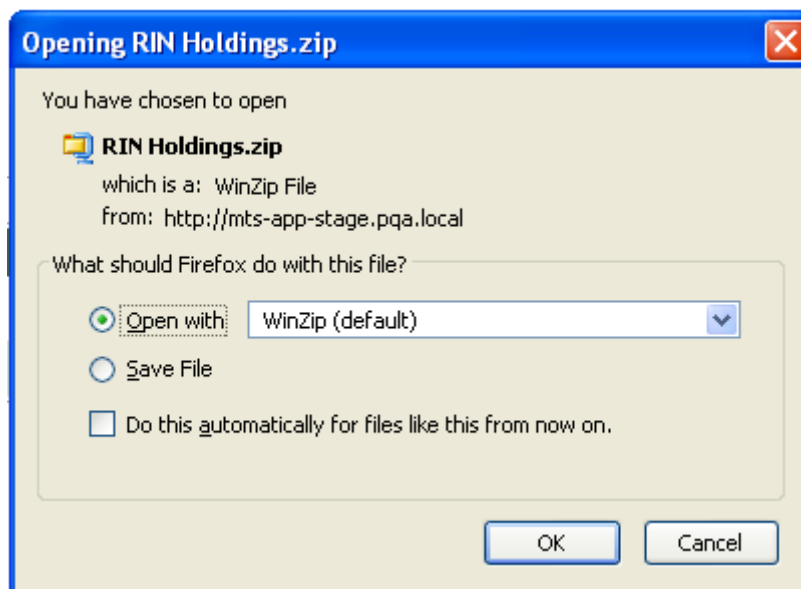 Opening RIN Holdings.zip
You have chosen to open
RIN Holdings.zip
which is a: WinZip File
from: http://mts-app-stage.pqa.local
What should Firefox do with this file?
Open with WinZip (default)
Save File
Do this automatically for files like this from now on.
OK Cancel